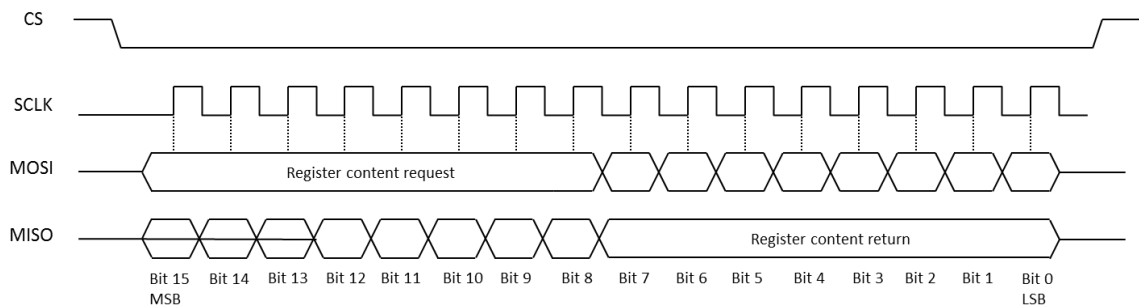 CS
SCLK
MOSI
Register content request
MISO
Register content return
Bit 15 Bit 14 Bit 13 Bit 12 Bit 11 Bit 10 Bit 9 Bit 8 Bit 7 Bit 6 Bit 5 Bit 4 Bit 3 Bit 2 Bit 1 Bit 0
MSB LSB